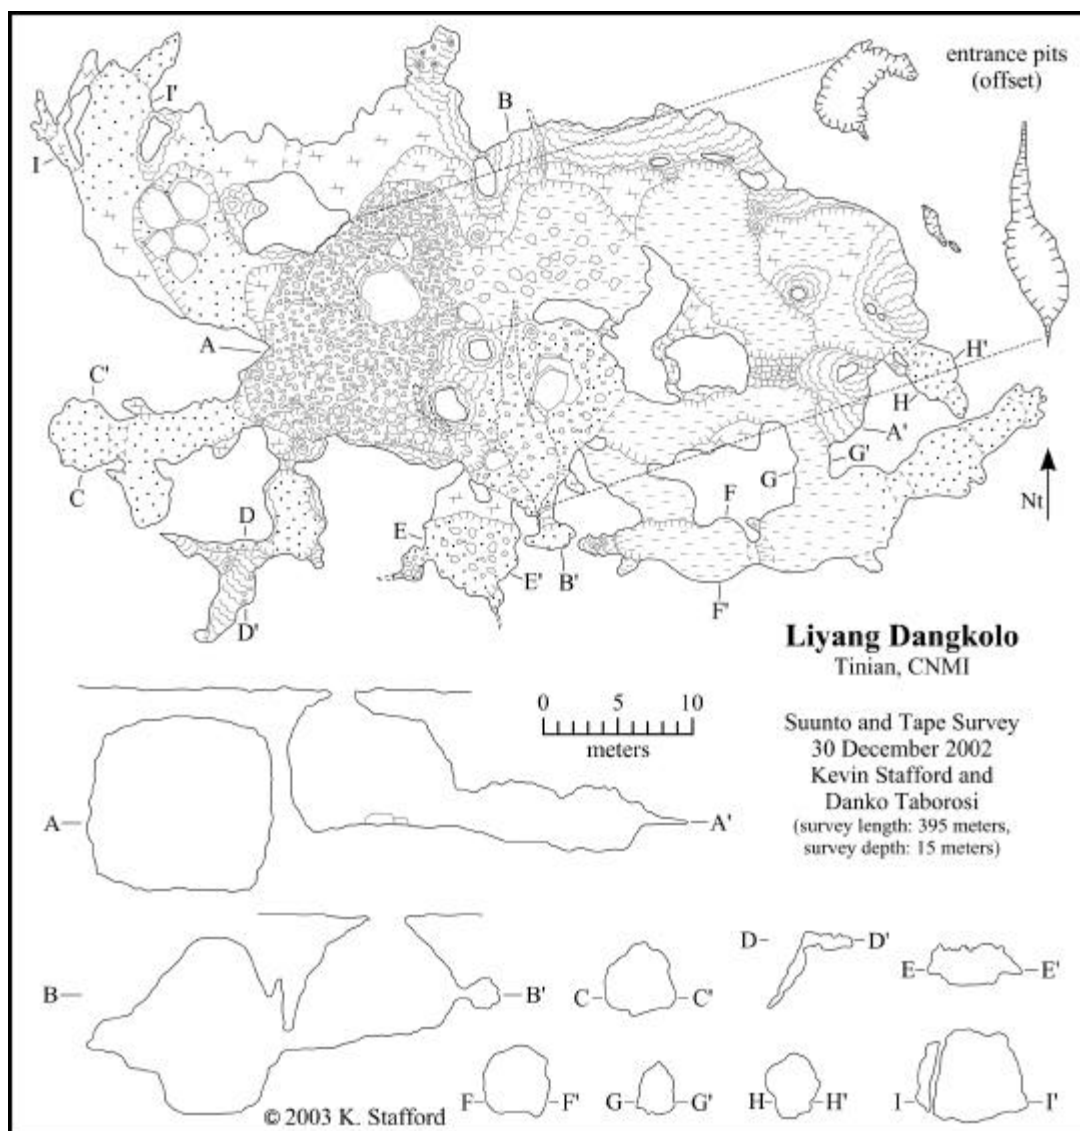 entrance pits
(offset)
I'
B
I
A
C'
H'
H
A'
C
G'
G
F
D
E
Nt
E'
B'
F'
D'
Liyang Dangkolo
Tinian, CNMI
0 5 10
meters
Suunto and Tape Survey
30 December 2002
Kevin Stafford and
Danko Taborosi
(survey length: 395 meters,
survey depth: 15 meters)
A A'
B B'
C C'
D D'
E E'
F F'
G G'
H H'
I I'
© 2003 K. Stafford